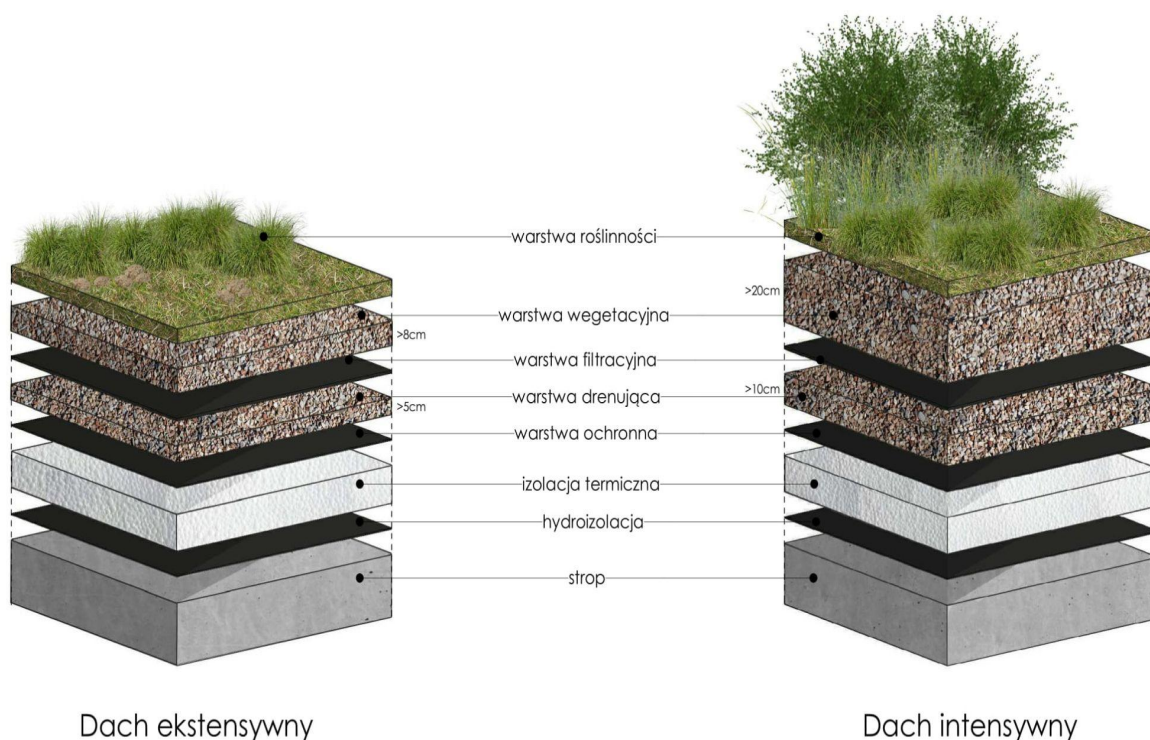 warstwa roślinności
>20cm
warstwa wegetacyjna
>8cm
warstwa filtracyjna
>10cm
warstwa drenująca
>5cm
warstwa ochronna
izolacja termiczna
hydroizolacja
strop
Dach ekstensywny
Dach intensywny